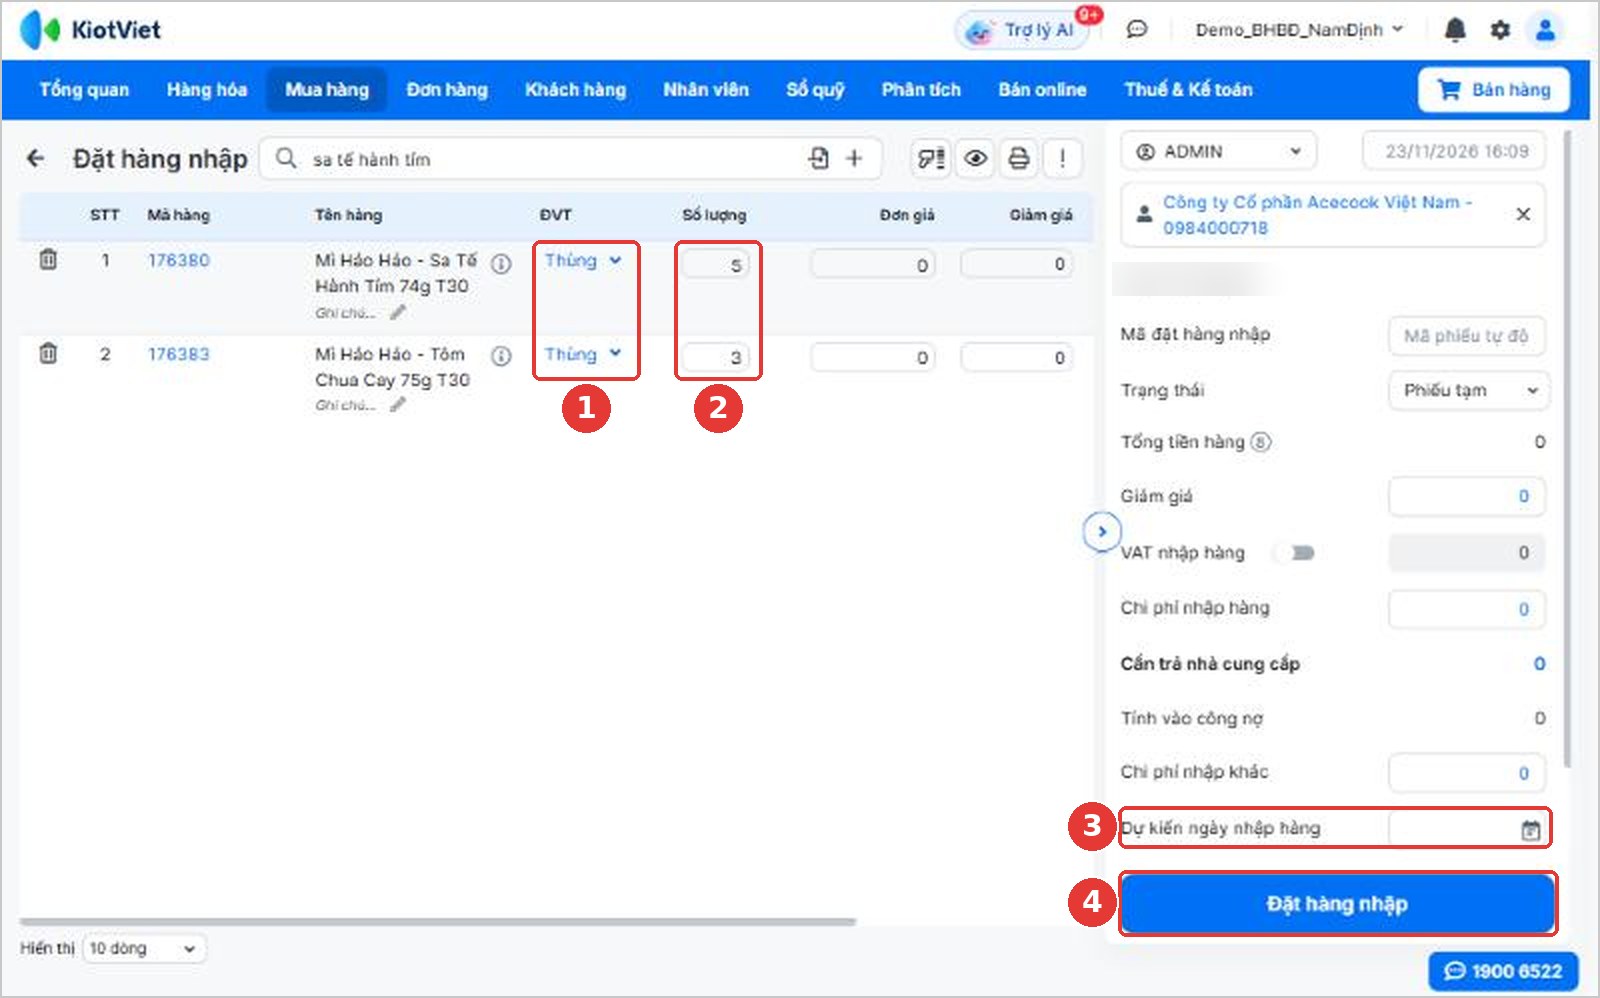 KiotViet
Trợ lý AI
9+
Demo_BHBĐ_NamĐịnh
Tổng quan
Hàng hóa
Mua hàng
Đơn hàng
Khách hàng
Nhân viên
Sổ quỹ
Phân tích
Bán online
Thuế & Kế toán
Bán hàng
Đặt hàng nhập
sa tế hành tím
ADMIN
23/11/2026 16:09
Công ty Cổ phần Acecook Việt Nam -
0984000718
STT
Mã hàng
Tên hàng
ĐVT
Số lượng
Đơn giá
Giảm giá
1
176380
Mì Hảo Hảo - Sa Tế
Hành Tím 74g T30
Ghi chú...
Thùng
5
0
0
2
176383
Mì Hảo Hảo - Tôm
Chua Cay 75g T30
Ghi chú...
Thùng
3
0
0
1
2
Mã đặt hàng nhập
Mã phiếu tự độ
Trạng thái
Phiếu tạm
Tổng tiền hàng 8
0
Giảm giá
0
VAT nhập hàng
0
Chi phí nhập hàng
0
Cần trả nhà cung cấp
0
Tính vào công nợ
0
Chi phí nhập khác
0
3
Dự kiến ngày nhập hàng
4
Đặt hàng nhập
Hiển thị
10 dòng
1900 6522